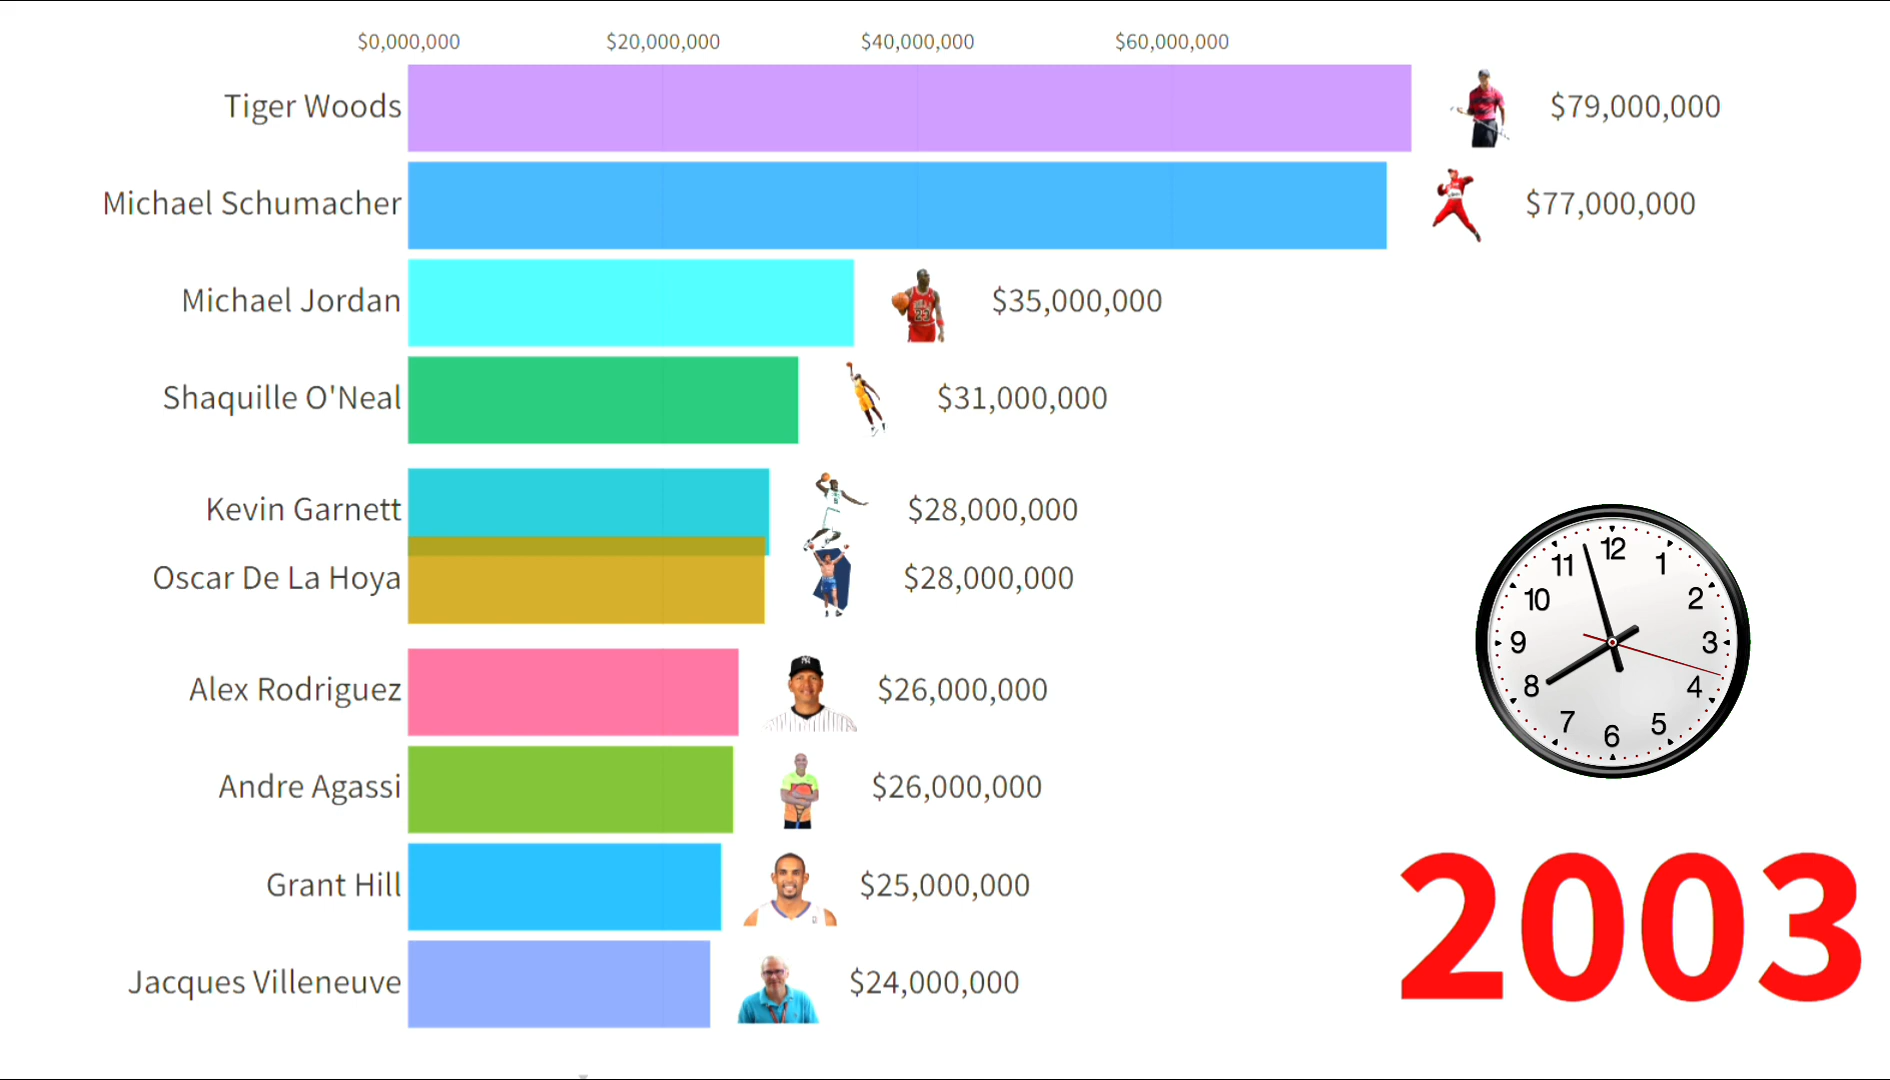 $0,000,000 $20,000,000 $40,000,000 $60,000,000
Tiger Woods $79,000,000
Michael Schumacher $77,000,000
Michael Jordan $35,000,000
Shaquille O'Neal $31,000,000
Kevin Garnett $28,000,000
Oscar De La Hoya $28,000,000
Alex Rodriguez $26,000,000
Andre Agassi $26,000,000
Grant Hill $25,000,000
Jacques Villeneuve $24,000,000
23
12
1
2
3
4
5
6
7
8
9
10
11
2003